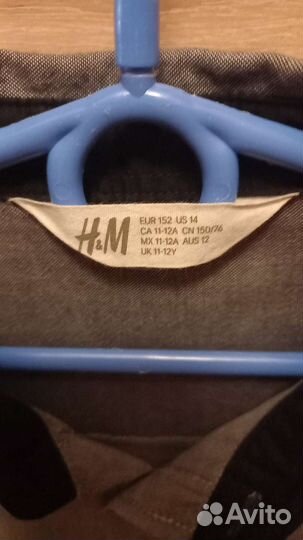 H&M
EUR 152 US 14
CA 11-12A CN 150/76
MX 11-12A AUS 12
UK 11-12Y
Avito